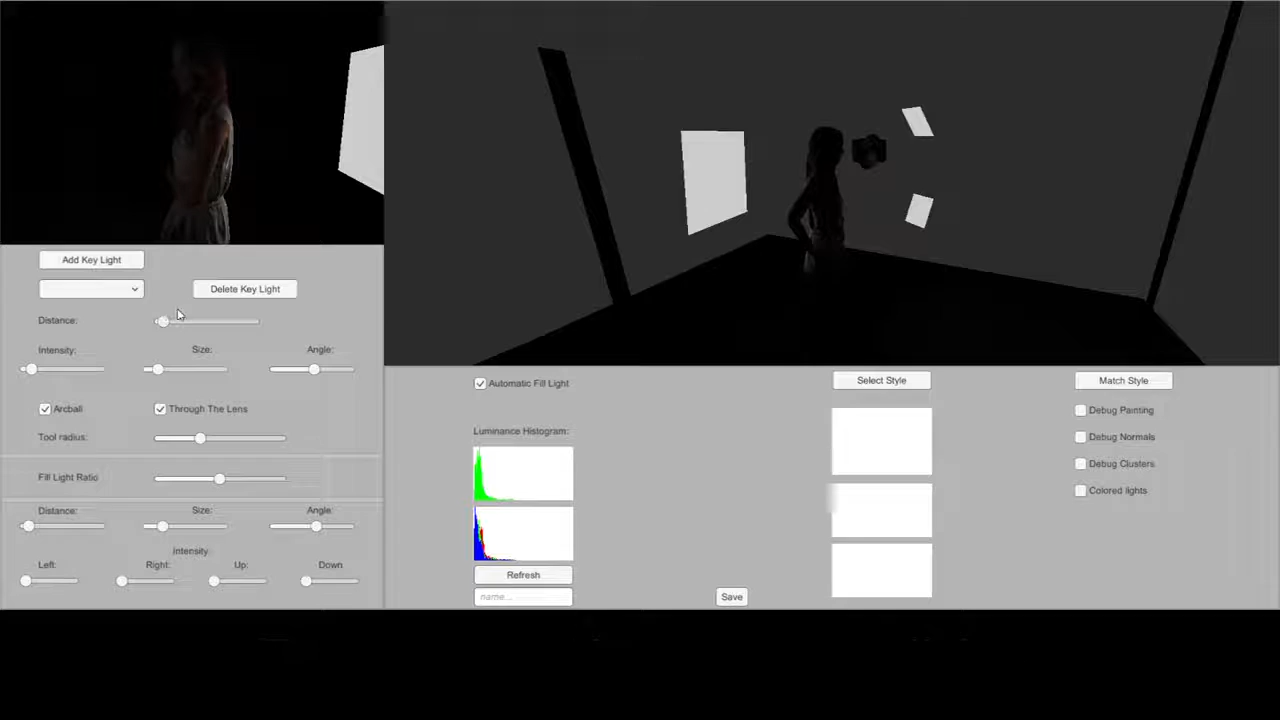 Add Key Light
Delete Key Light
Distance:
Intensity:
Size:
Angle:
Arcball
Through The Lens
Tool radius:
Fill Light Ratio
Distance:
Size:
Angle:
Intensity
Left:
Right:
Up:
Down
Automatic Fill Light
Luminance Histogram:
Refresh
name...
Save
Select Style
Match Style
Debug Painting
Debug Normals
Debug Clusters
Colored lights